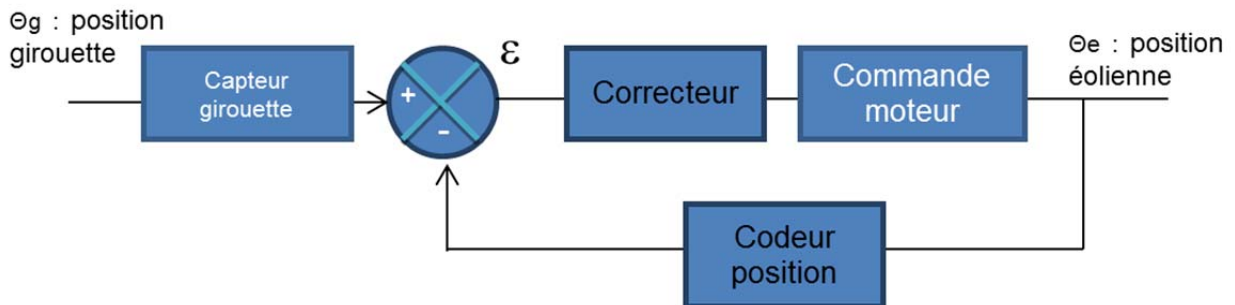 Θg : position
girouette
Capteur
girouette
+
-
ε
Correcteur
Commande
moteur
Θe : position
éolienne
Codeur
position